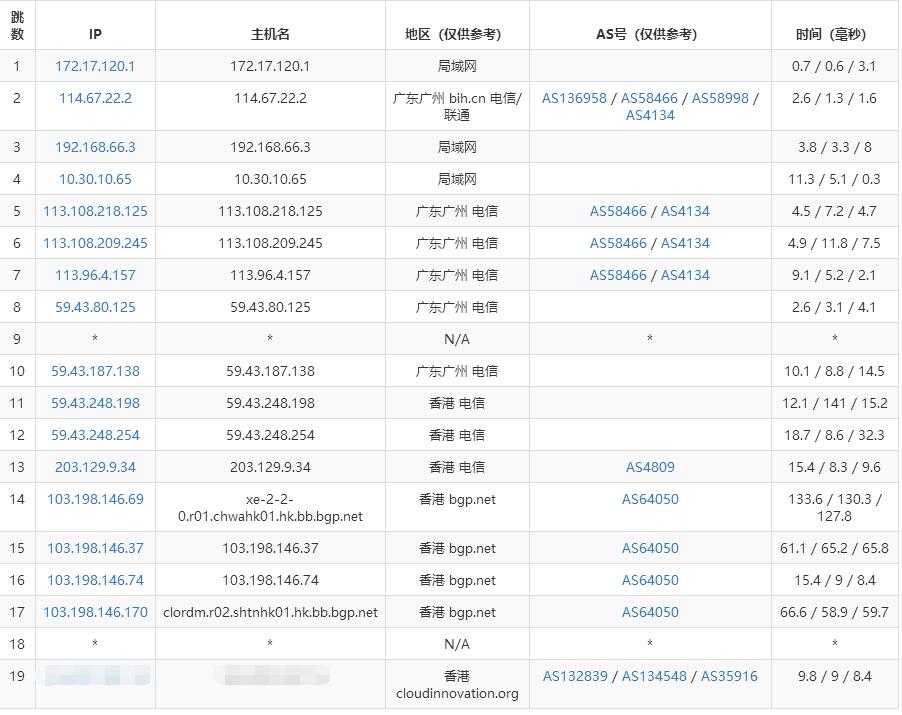 跳数 IP 主机名 地区（仅供参考） AS号（仅供参考） 时间（毫秒）
1 172.17.120.1 172.17.120.1 局域网 0.7 / 0.6 / 3.1
2 114.67.22.2 114.67.22.2 广东广州 bih.cn 电信/ AS136958 / AS58466 / AS58998 / 2.6 / 1.3 / 1.6
联通 AS4134
3 192.168.66.3 192.168.66.3 局域网 3.8 / 3.3 / 8
4 10.30.10.65 10.30.10.65 局域网 11.3 / 5.1 / 0.3
5 113.108.218.125 113.108.218.125 广东广州 电信 AS58466 / AS4134 4.5 / 7.2 / 4.7
6 113.108.209.245 113.108.209.245 广东广州 电信 AS58466 / AS4134 4.9 / 11.8 / 7.5
7 113.96.4.157 113.96.4.157 广东广州 电信 AS58466 / AS4134 9.1 / 5.2 / 2.1
8 59.43.80.125 59.43.80.125 广东广州 电信 2.6 / 3.1 / 4.1
9 * * N/A * *
10 59.43.187.138 59.43.187.138 广东广州 电信 10.1 / 8.8 / 14.5
11 59.43.248.198 59.43.248.198 香港 电信 12.1 / 141 / 15.2
12 59.43.248.254 59.43.248.254 香港 电信 18.7 / 8.6 / 32.3
13 203.129.9.34 203.129.9.34 香港 电信 AS4809 15.4 / 8.3 / 9.6
14 103.198.146.69 xe-2-2- 香港 bgp.net AS64050 133.6 / 130.3 /
0.r01.chwahk01.hk.bb.bgp.net 127.8
15 103.198.146.37 103.198.146.37 香港 bgp.net AS64050 61.1 / 65.2 / 65.8
16 103.198.146.74 103.198.146.74 香港 bgp.net AS64050 15.4 / 9 / 8.4
17 103.198.146.170 clordm.r02.shtnhk01.hk.bb.bgp.net 香港 bgp.net AS64050 66.6 / 58.9 / 59.7
18 * * N/A * *
19 香港 AS132839 / AS134548 / AS35916 9.8 / 9 / 8.4
cloudinnovation.org